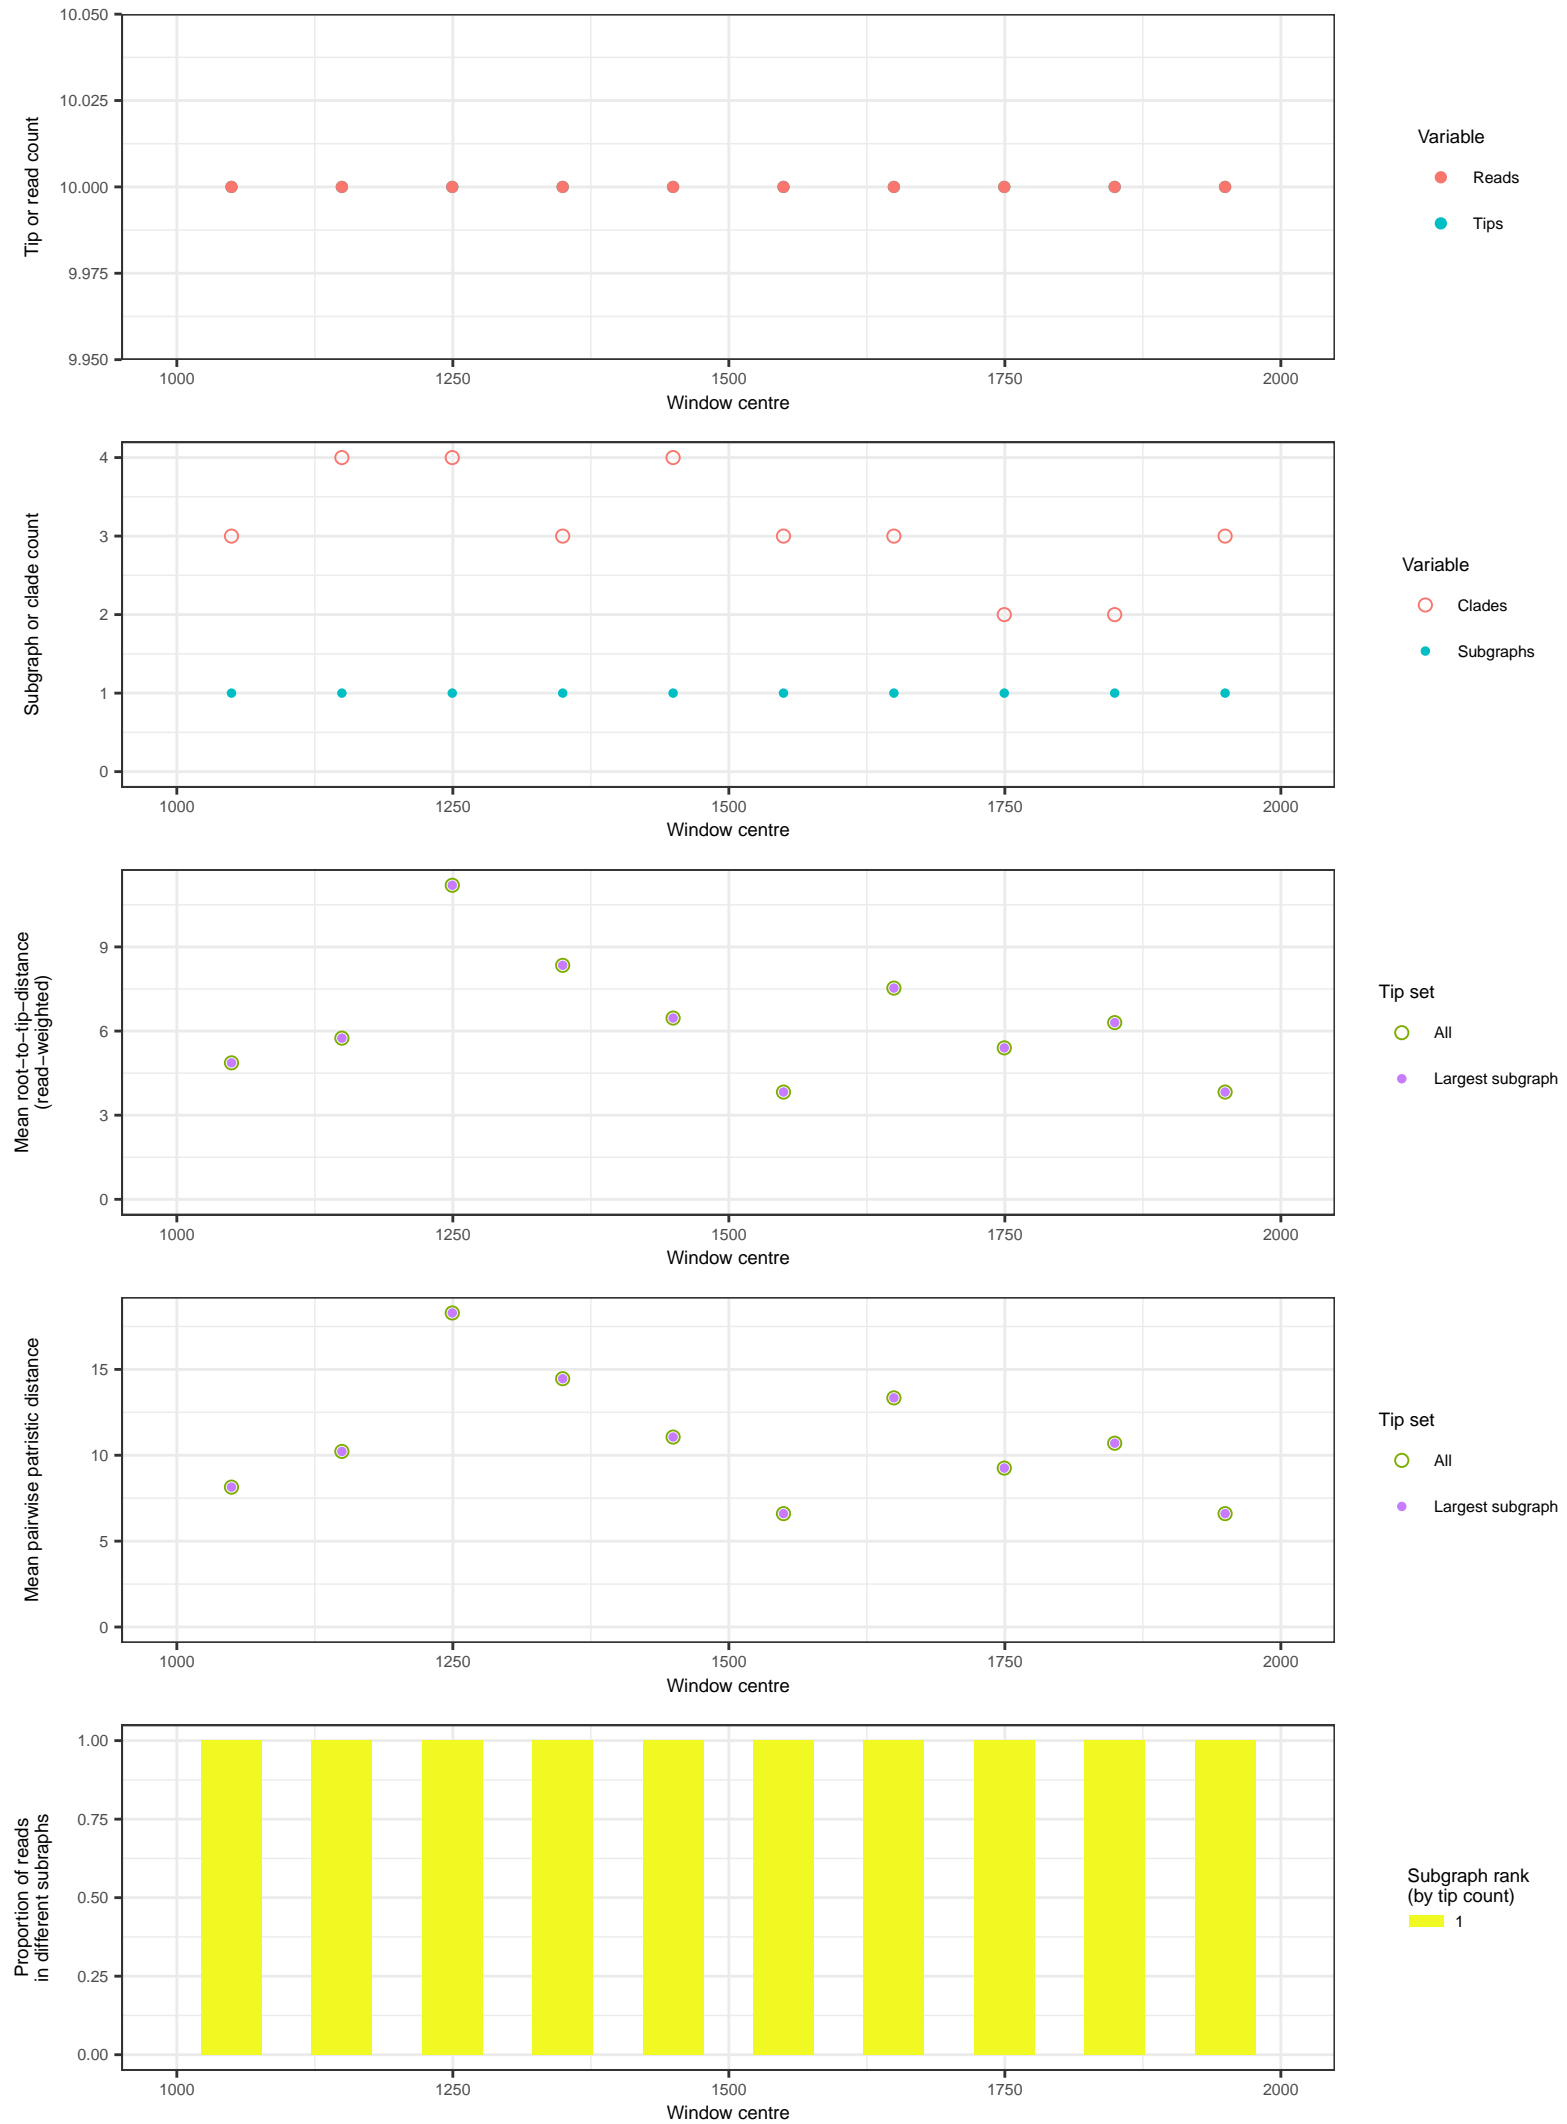 10.050
10.025
10.000
9.975
9.950
Tip or read count
1000 1250 1500 1750 2000
Window centre
Variable
Reads
Tips
4
3
2
1
0
Subgraph or clade count
1000 1250 1500 1750 2000
Window centre
Variable
Clades
Subgraphs
9
6
3
0
Mean root−to−tip−distance
(read−weighted)
1000 1250 1500 1750 2000
Window centre
Tip set
All
Largest subgraph
15
10
5
0
Mean pairwise patristic distance
1000 1250 1500 1750 2000
Window centre
Tip set
All
Largest subgraph
1.00
0.75
0.50
0.25
0.00
Proportion of reads
in different subraphs
1000 1250 1500 1750 2000
Window centre
Subgraph rank
(by tip count)
1